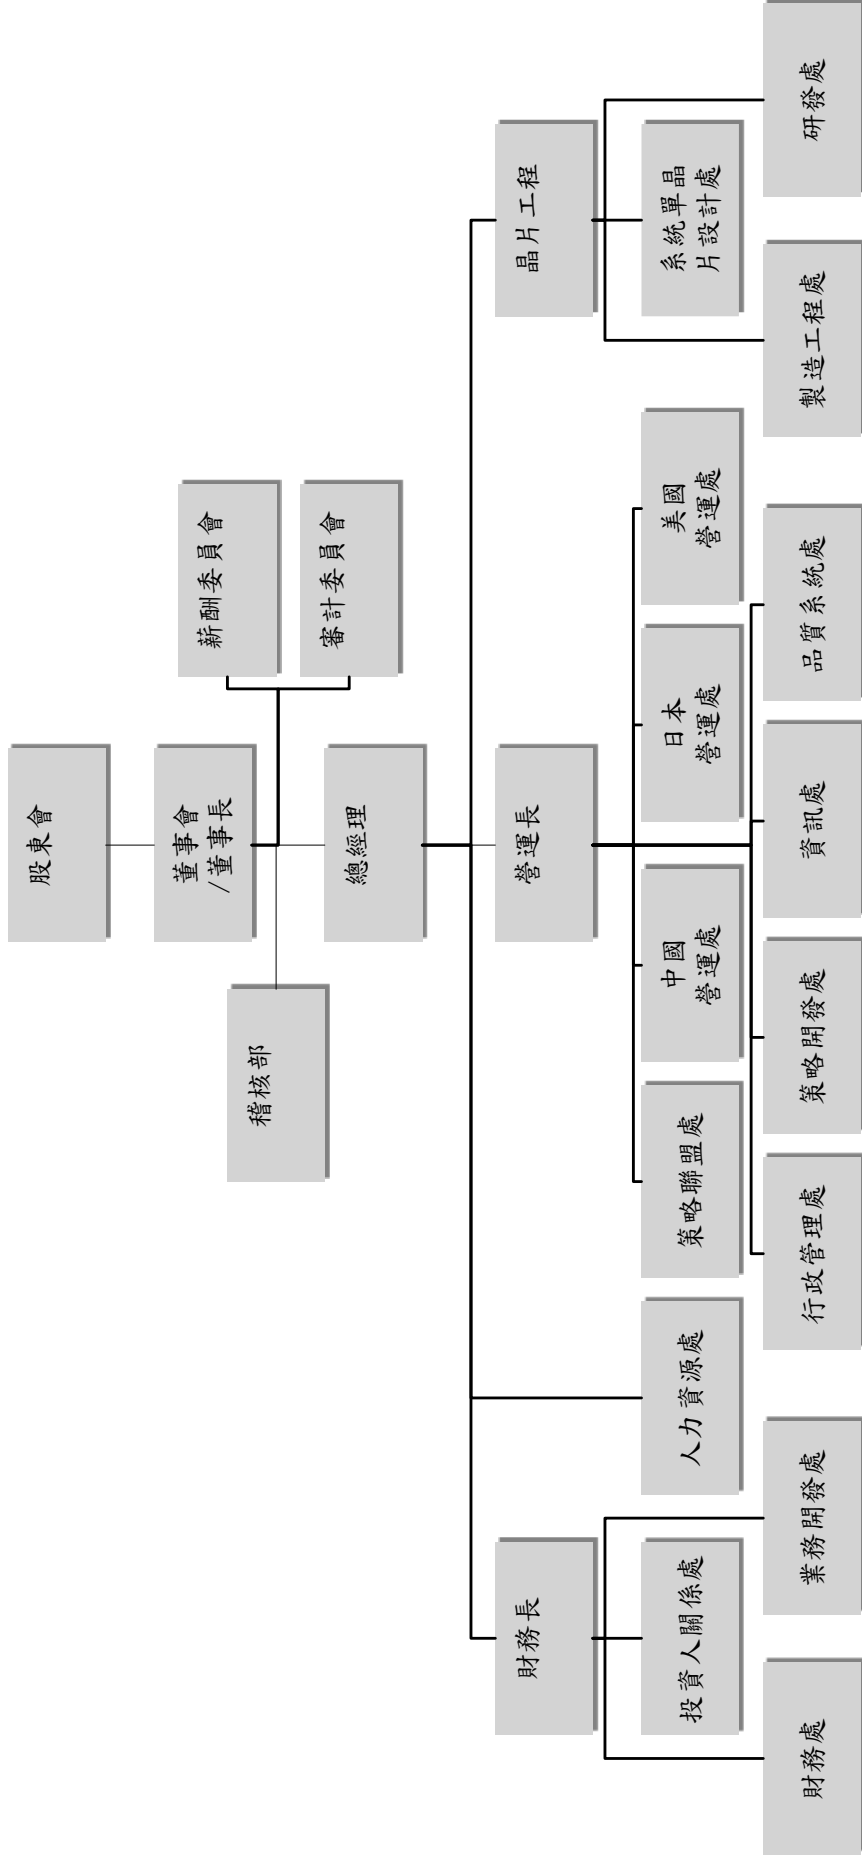 股東會
董事會
/董事長
薪酬委員會
審計委員會
稽核部
總經理
財務長
營運長
晶片工程
投資人關係處
人力資源處
策略聯盟處
中國
營運處
日本
營運處
美國
營運處
系統單晶
片設計處
財務處
業務開發處
行政管理處
策略開發處
資訊處
品質系統處
製造工程處
研發處